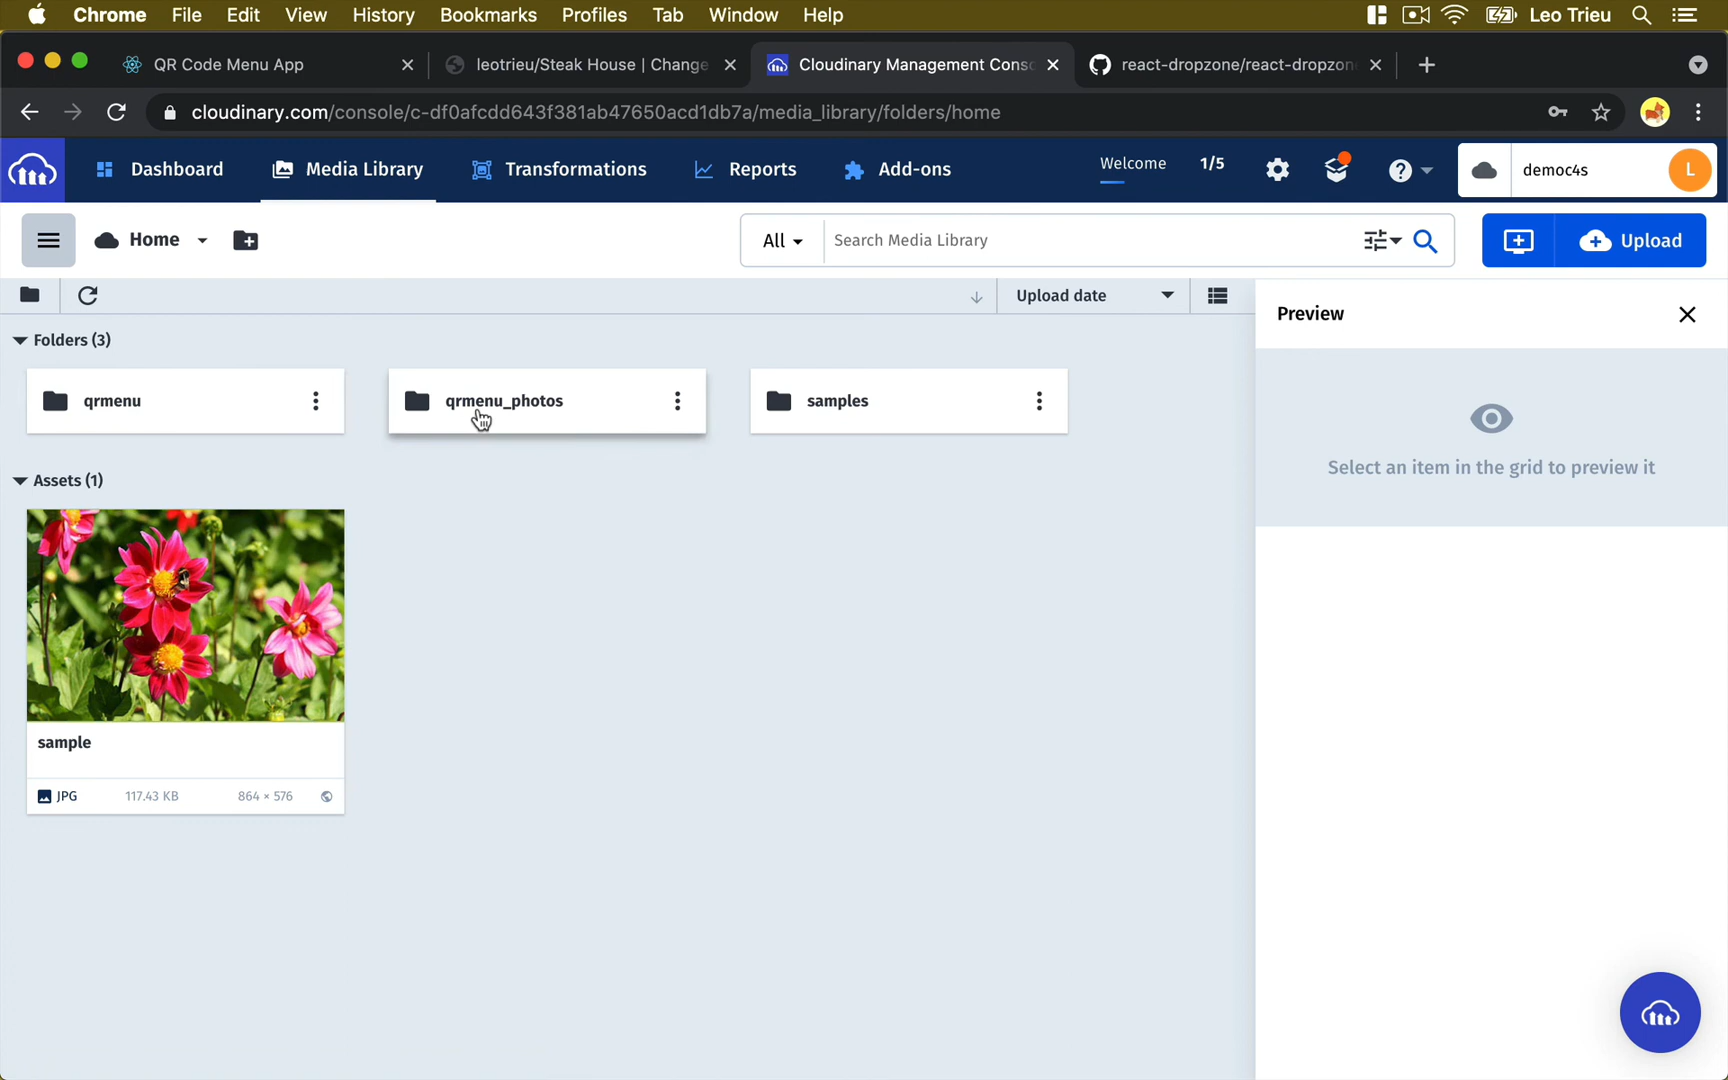 Chrome File Edit View History Bookmarks Profiles Tab Window Help Leo Trieu
QR Code Menu App leotrieu/Steak House | Change Cloudinary Management Conso react-dropzone/react-dropzon
cloudinary.com/console/c-df0afcdd643f381ab47650acd1db7a/media_library/folders/home
Dashboard Media Library Transformations Reports Add-ons Welcome 1/5 democ4s L
Home All Search Media Library Upload
Upload date
Preview
Folders (3)
qrmenu qrmenu_photos samples
Select an item in the grid to preview it
Assets (1)
sample
JPG 117.43 KB 864 × 576